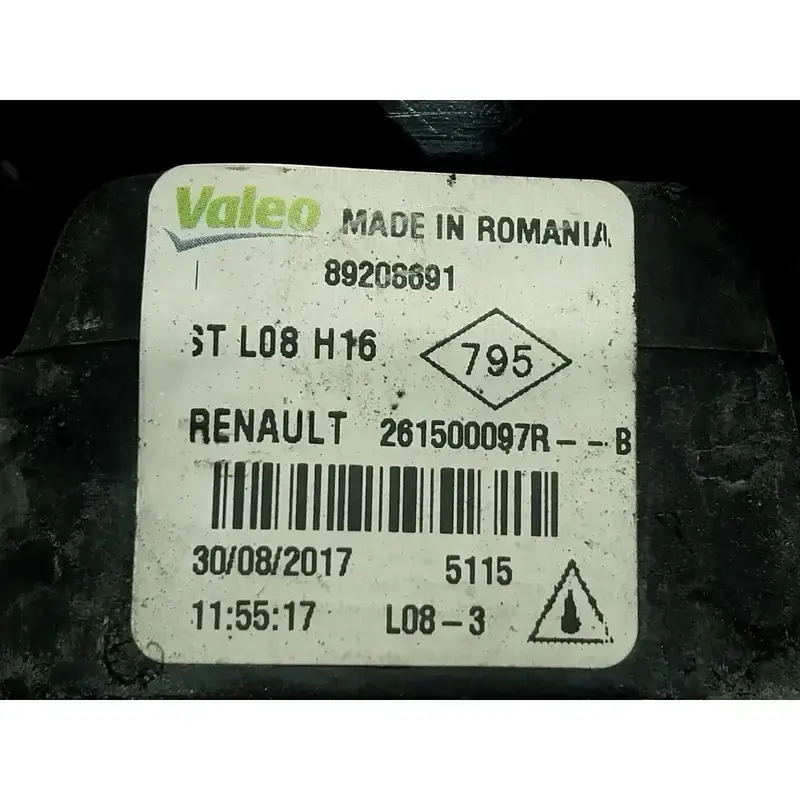 Valeo MADE IN ROMANIA
89208691
ST L08 H16 795
RENAULT 261500097R--B
30/08/2017 5115
11:55:17 L08-3